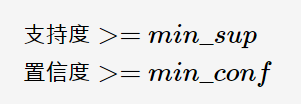 支持度 >= min_sup
置信度 >= min_conf